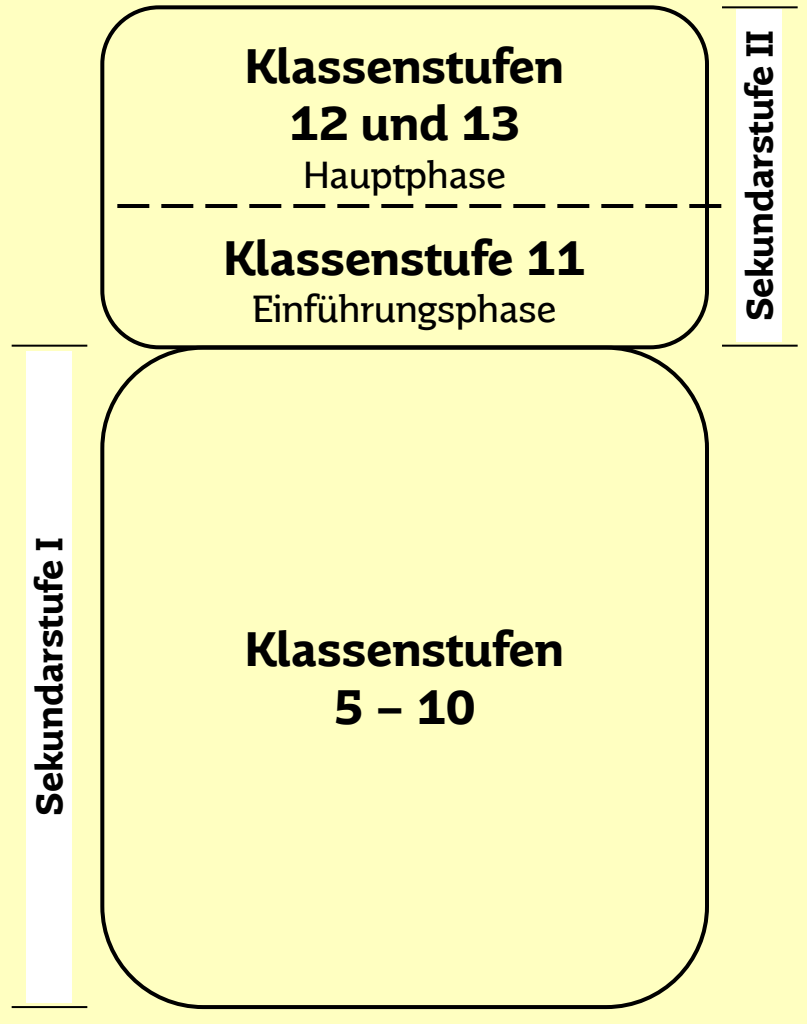 Klassenstufen
12 und 13
Hauptphase
Klassenstufe 11
Einführungsphase
Sekundarstufe II
Klassenstufen
5 – 10
Sekundarstufe I